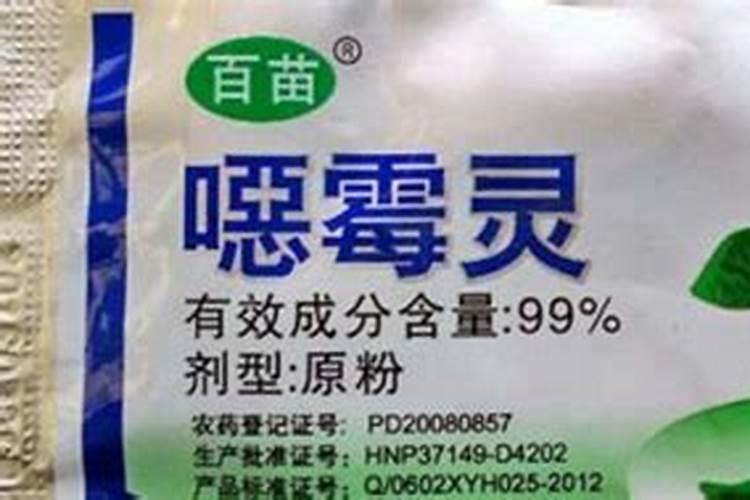 百苗®
噁霉灵
有效成分含量:99%
剂型:原粉
农药登记证号: PD20080857
生产批准证号: HNP37149-D4202
产品标准证号: Q/0602XYH025-2012